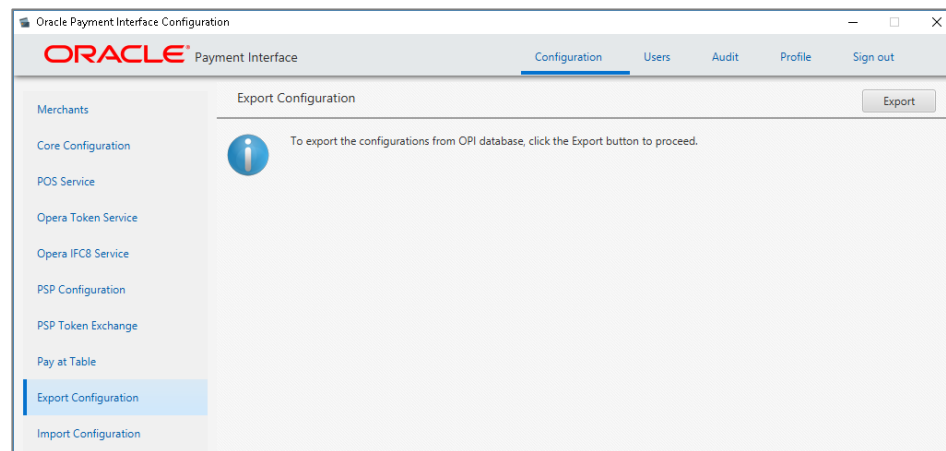 Oracle Payment Interface Configuration
ORACLE® Payment Interface
Configuration Users Audit Profile Sign out
Merchants
Core Configuration
POS Service
Opera Token Service
Opera IFC8 Service
PSP Configuration
PSP Token Exchange
Pay at Table
Export Configuration
Import Configuration
Export Configuration
Export
To export the configurations from OPI database, click the Export button to proceed.